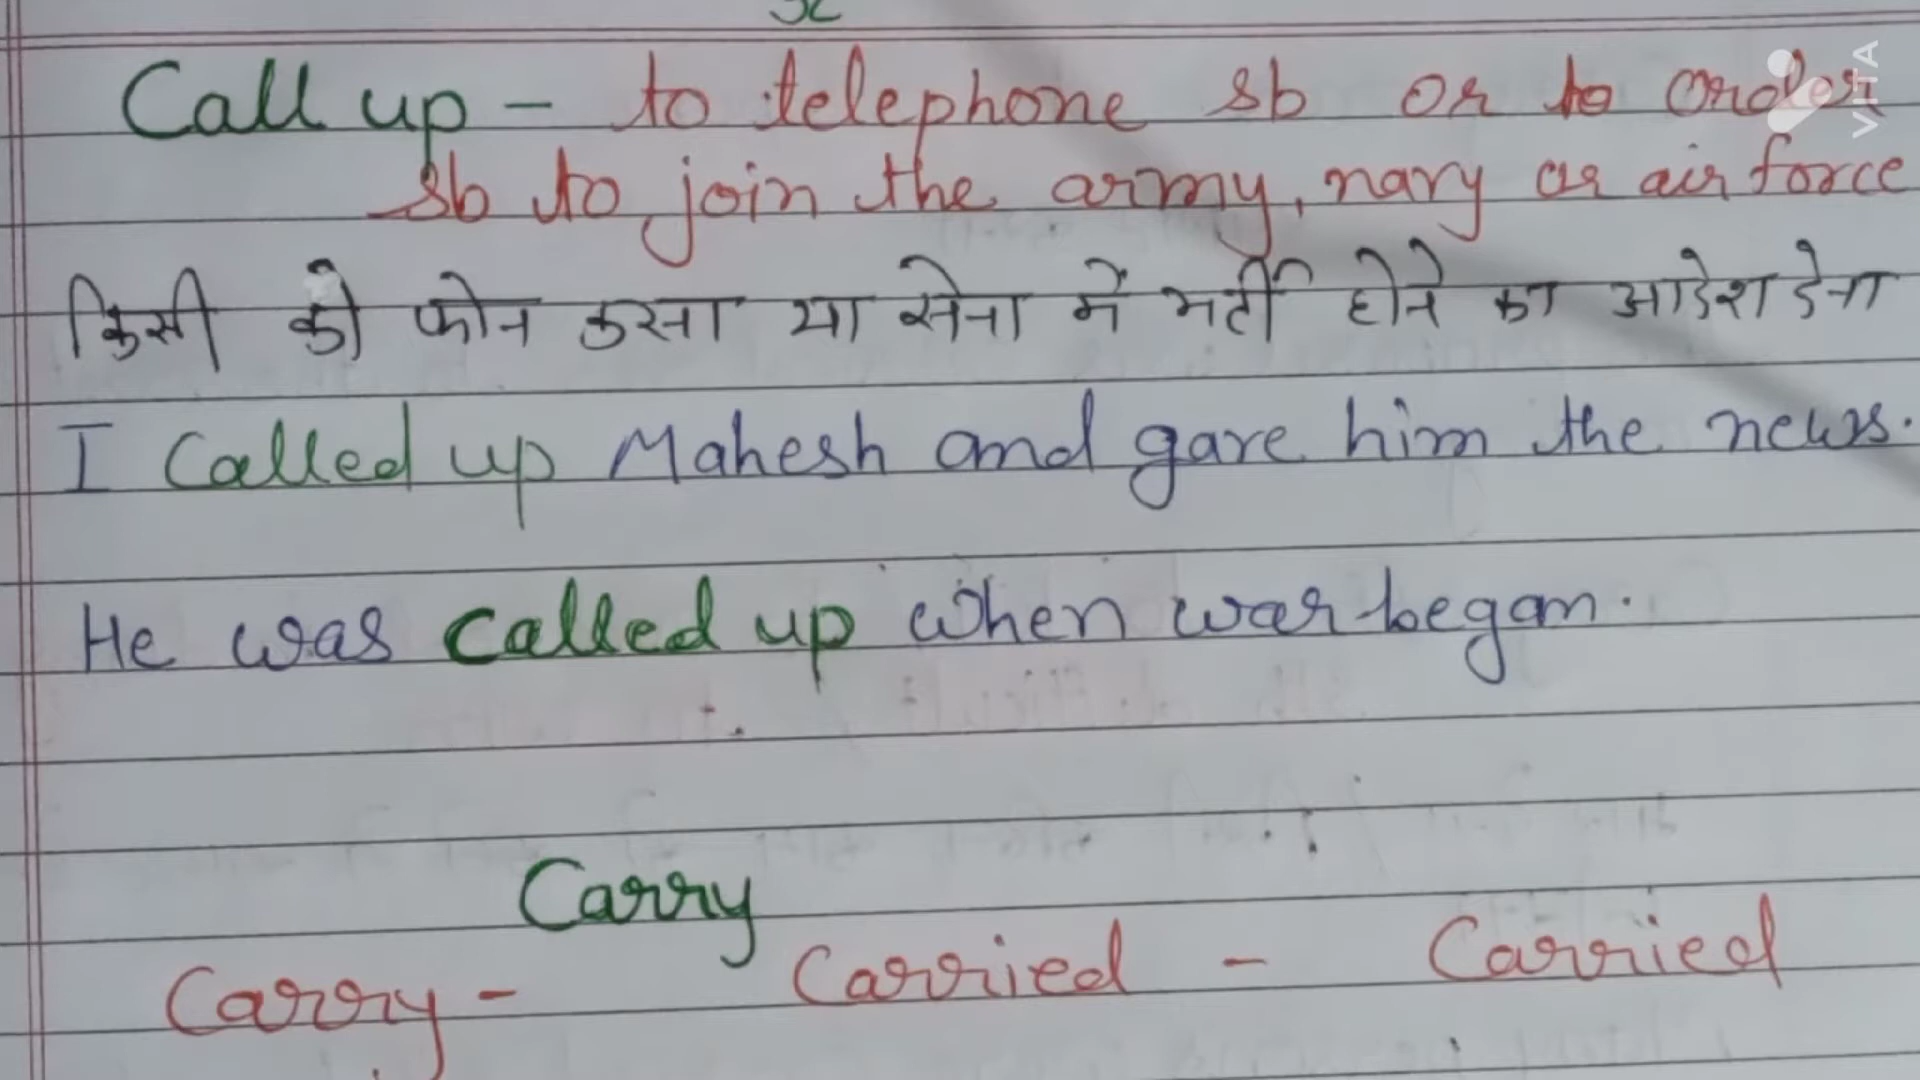 Call up - to telephone sb or to order
sb to join the army, navy or air force
किसी को फोन करना या सेना में भर्ती होने का आदेश देना
I Called up Mahesh and gave him the news.
He was called up when war began.
Carry
Carry - Carried - Carried
VITA